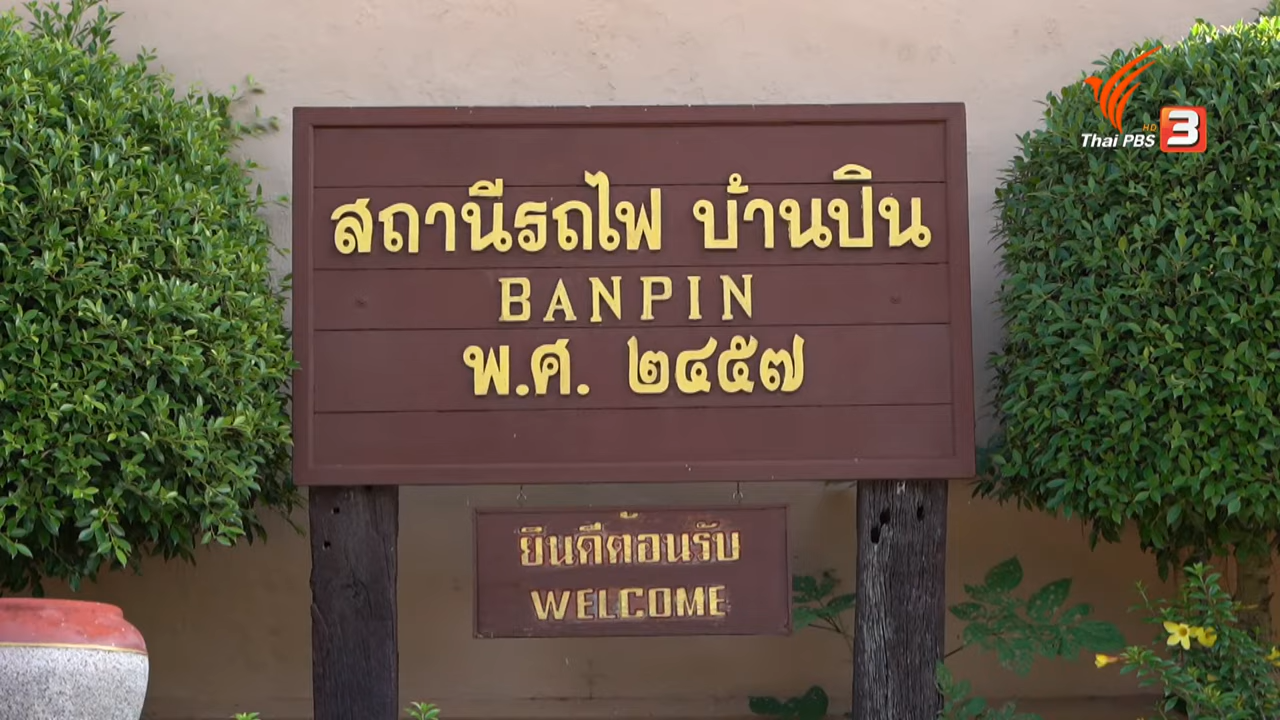 สถานีรถไฟ บ้านปิน
BANPIN
พ.ศ. ๒๔๕๗
ยินดีต้อนรับ
WELCOME
Thai PBS HD 3